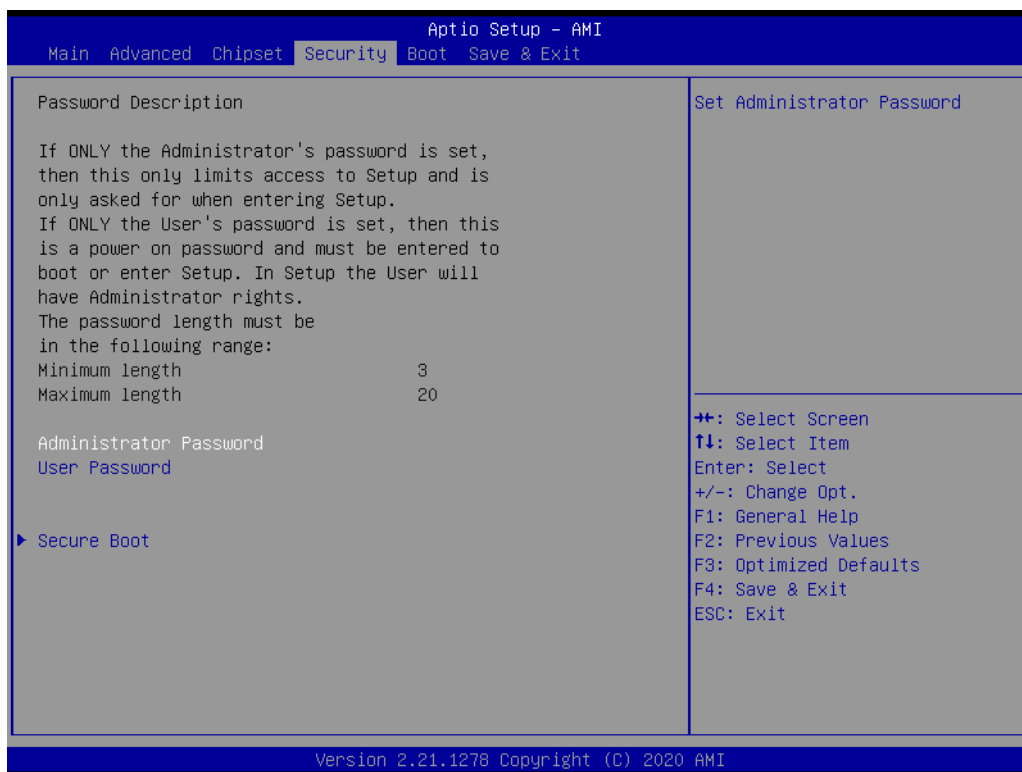 Aptio Setup – AMI
Main Advanced Chipset Security Boot Save & Exit
Password Description
If ONLY the Administrator's password is set,
then this only limits access to Setup and is
only asked for when entering Setup.
If ONLY the User's password is set, then this
is a power on password and must be entered to
boot or enter Setup. In Setup the User will
have Administrator rights.
The password length must be
in the following range:
Minimum length 3
Maximum length 20
Administrator Password
User Password
Secure Boot
Set Administrator Password
→←: Select Screen
↑↓: Select Item
Enter: Select
+/-: Change Opt.
F1: General Help
F2: Previous Values
F3: Optimized Defaults
F4: Save & Exit
ESC: Exit
Version 2.21.1278 Copyright (C) 2020 AMI